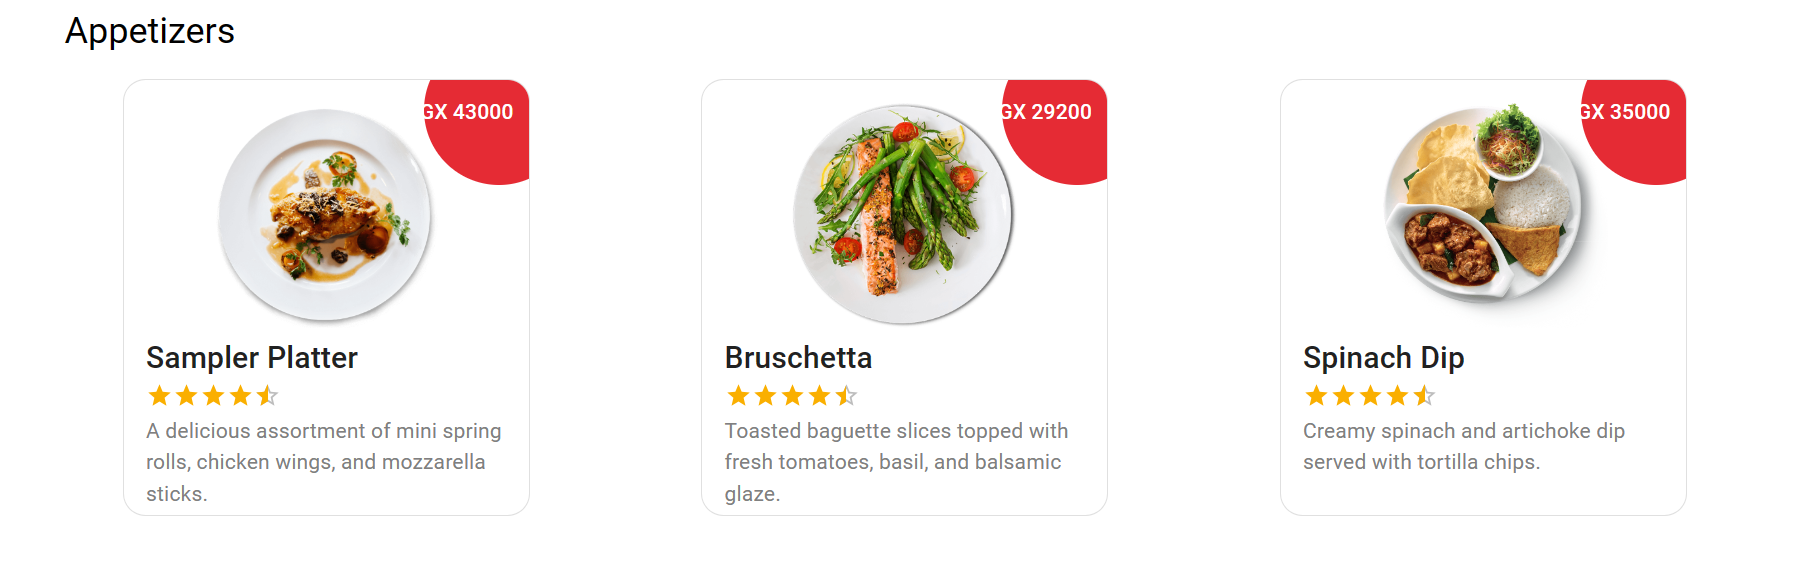 Appetizers
GX 43000
GX 29200
GX 35000
Sampler Platter
Bruschetta
Spinach Dip
A delicious assortment of mini spring
rolls, chicken wings, and mozzarella
sticks.
Toasted baguette slices topped with
fresh tomatoes, basil, and balsamic
glaze.
Creamy spinach and artichoke dip
served with tortilla chips.